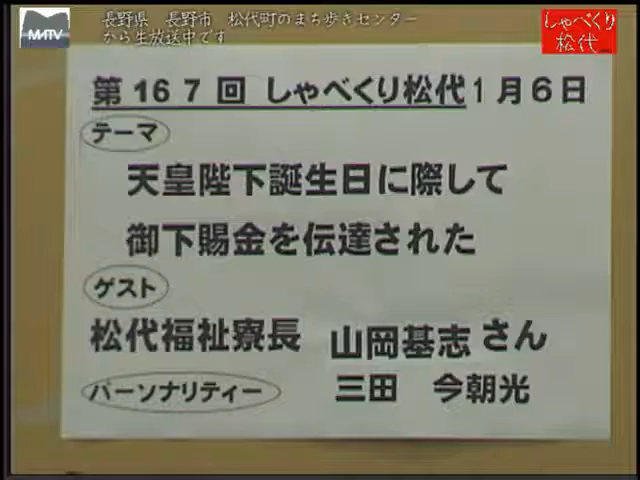 長野県 長野市 松代町のまち歩きセンター
から生放送中です
MATV
しゃべくり
松代
第167回 しゃべくり松代1月6日
テーマ
天皇陛下誕生日に際して
御下賜金を伝達された
ゲスト
松代福祉寮長 山岡基志さん
パーソナリティー 三田 今朝光